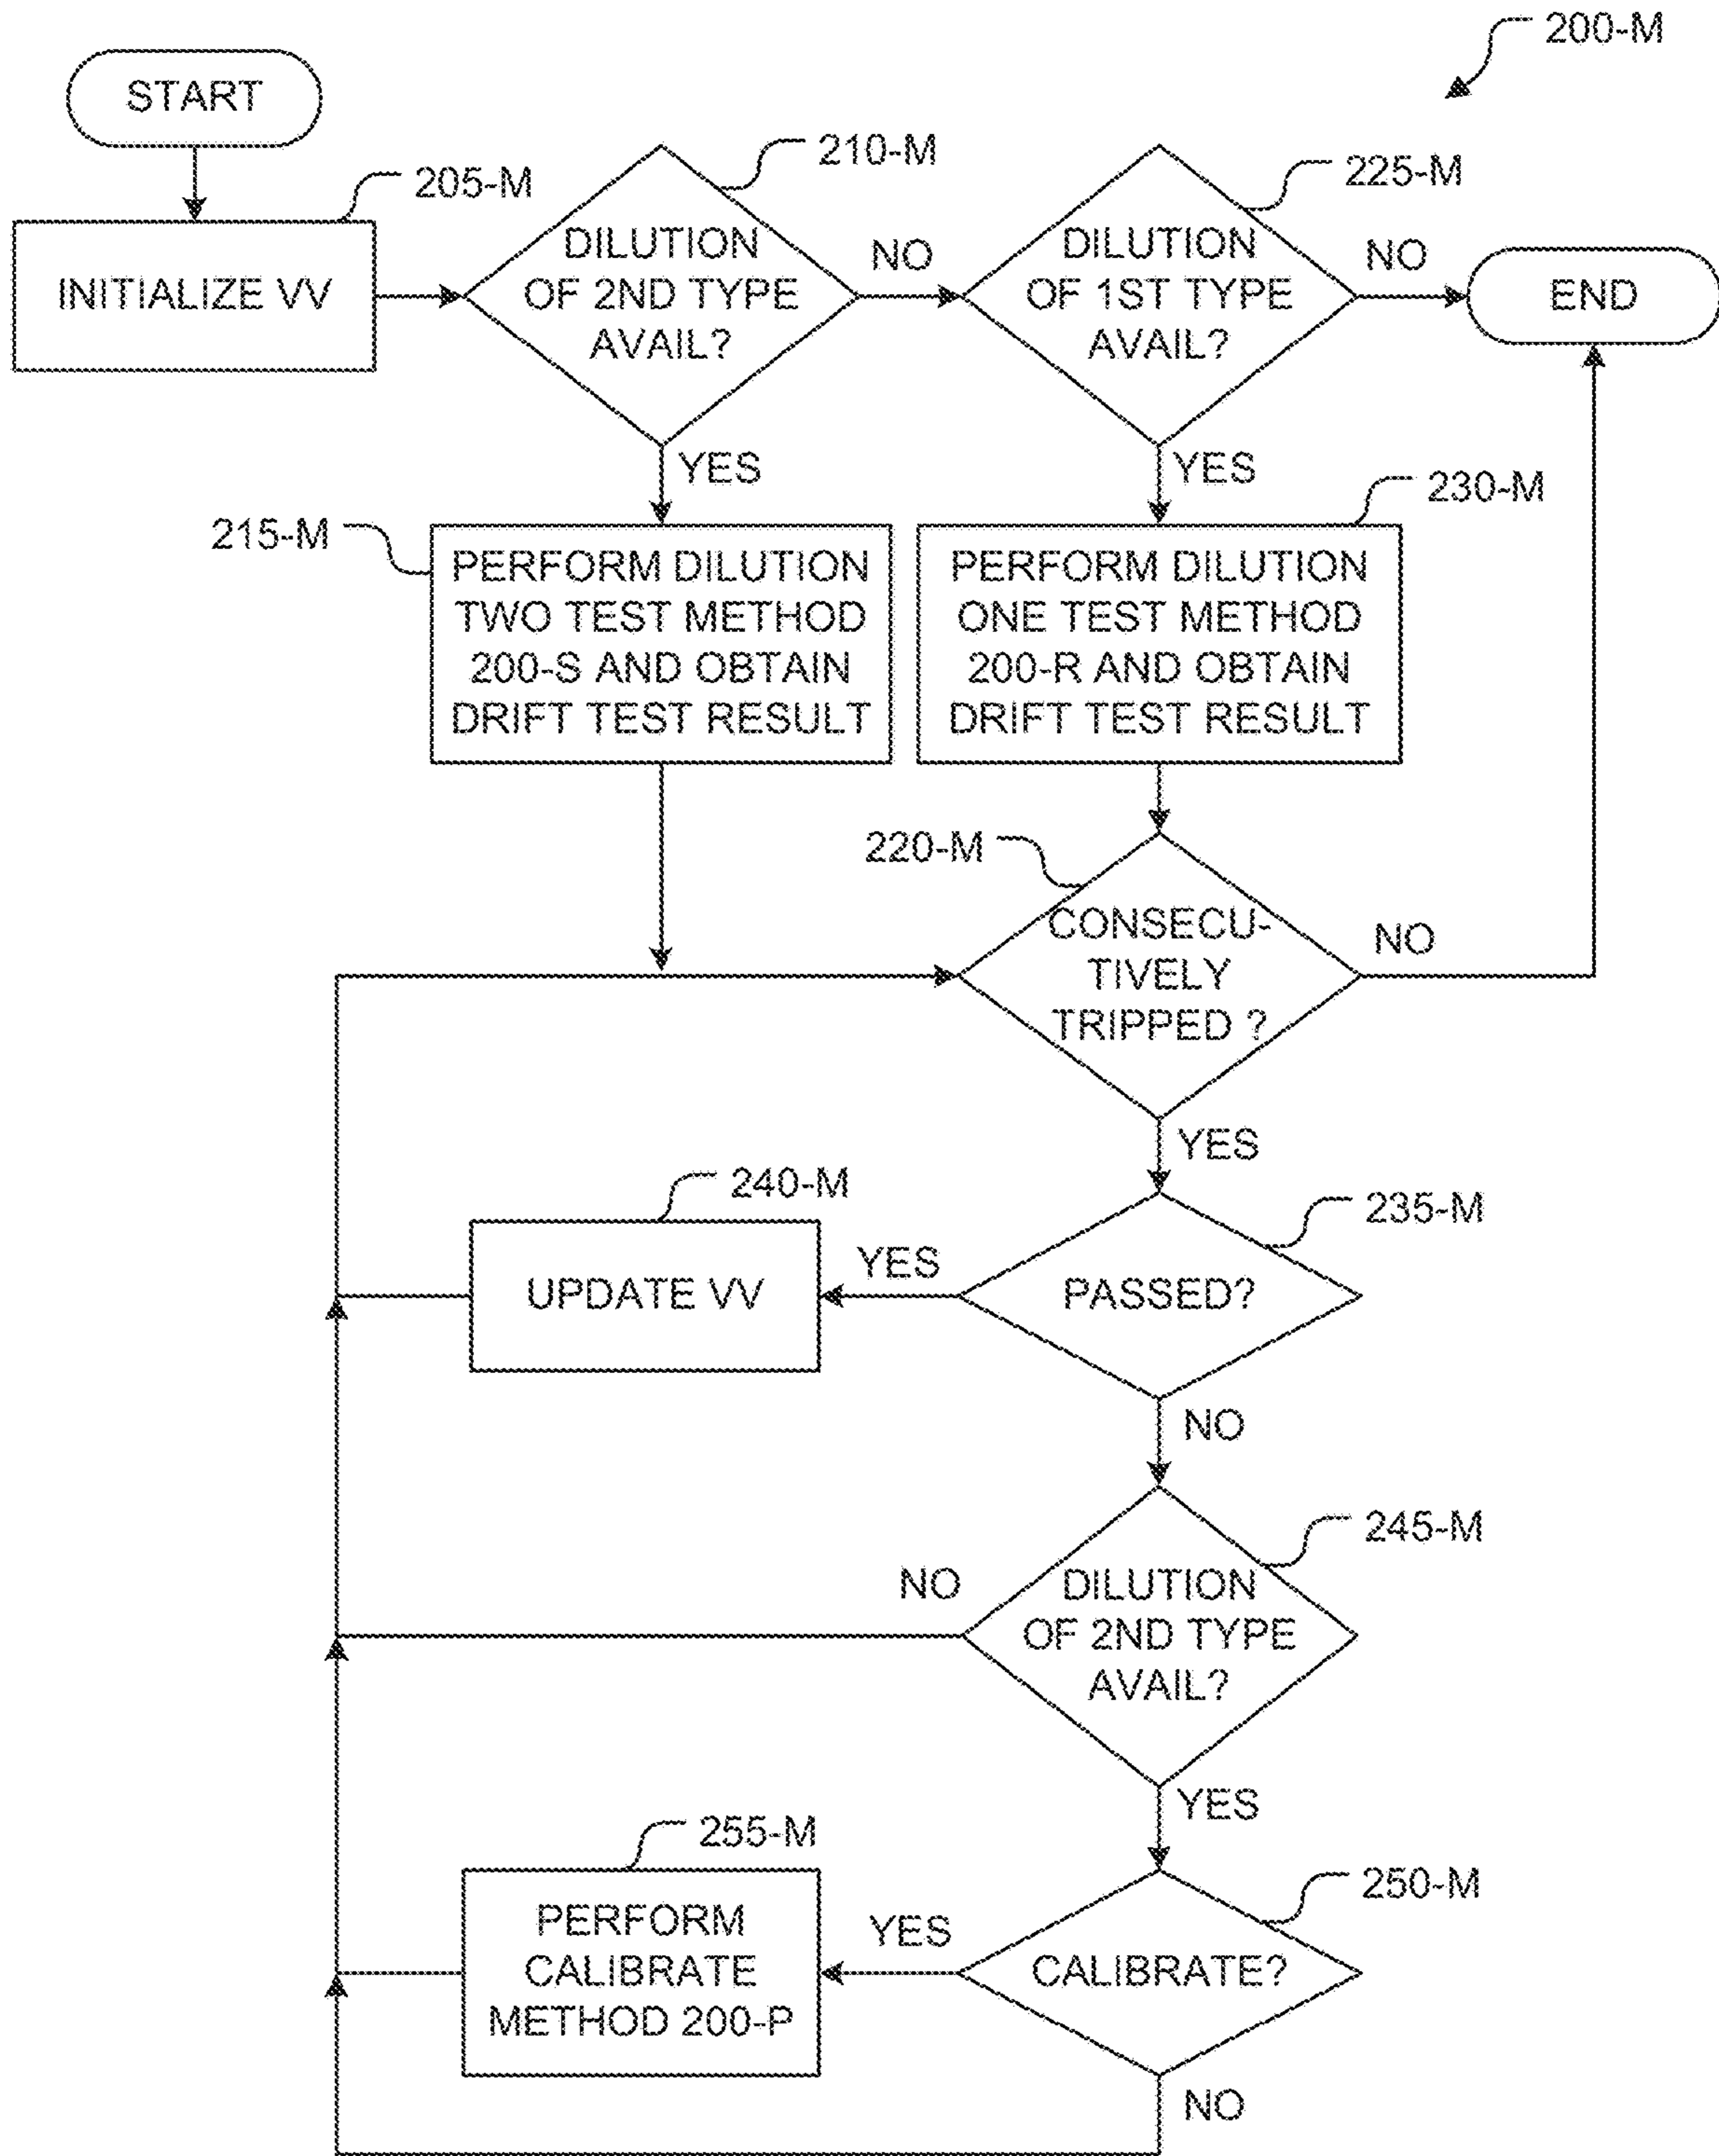 200-M
START
205-M
INITIALIZE VV
210-M
DILUTION
OF 2ND TYPE
AVAIL?
NO
YES
225-M
DILUTION
OF 1ST TYPE
AVAIL?
NO
YES
END
215-M
PERFORM DILUTION
TWO TEST METHOD
200-S AND OBTAIN
DRIFT TEST RESULT
230-M
PERFORM DILUTION
ONE TEST METHOD
200-R AND OBTAIN
DRIFT TEST RESULT
220-M
CONSECU-
TIVELY
TRIPPED ?
NO
YES
235-M
PASSED?
YES
240-M
UPDATE VV
NO
245-M
DILUTION
OF 2ND TYPE
AVAIL?
NO
YES
250-M
CALIBRATE?
YES
255-M
PERFORM
CALIBRATE
METHOD 200-P
NO